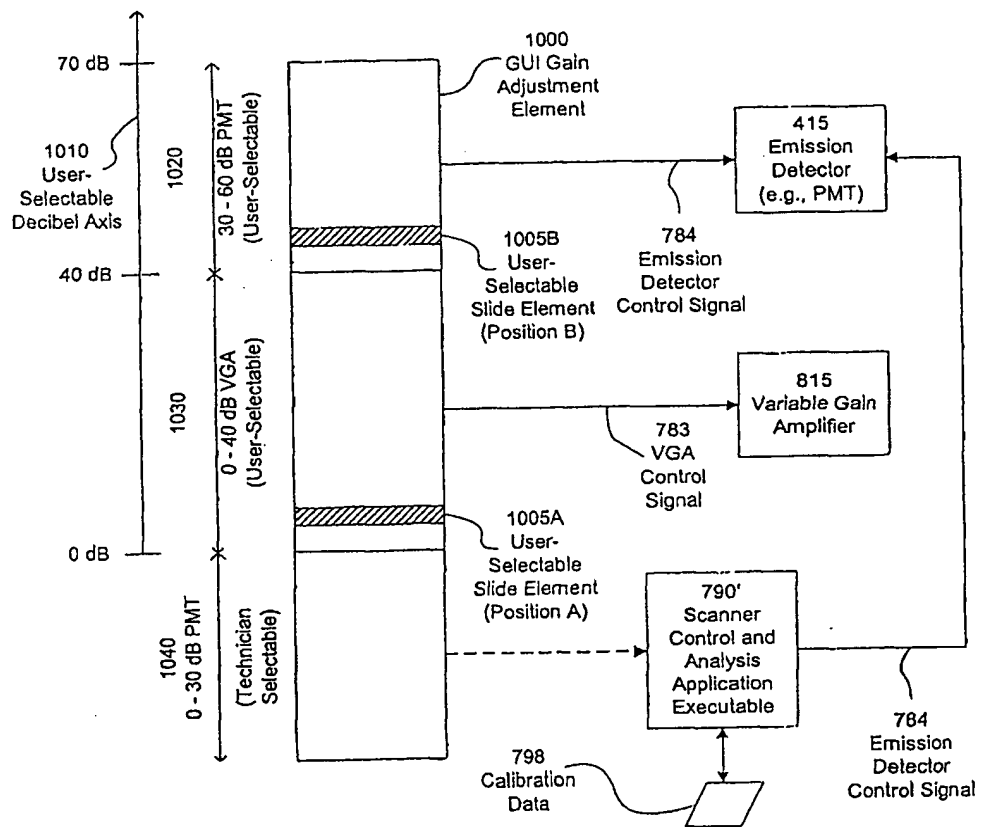 70 dB
1010
User-
Selectable
Decibel Axis
40 dB
0 dB
1020
30 - 60 dB PMT
(User-Selectable)
1030
0 - 40 dB VGA
(User-Selectable)
1040
0 - 30 dB PMT
(Technician
Selectable)
1000
GUI Gain
Adjustment
Element
415
Emission
Detector
(e.g., PMT)
784
Emission
Detector
Control Signal
1005B
User-
Selectable
Slide Element
(Position B)
815
Variable Gain
Amplifier
783
VGA
Control
Signal
1005A
User-
Selectable
Slide Element
(Position A)
790'
Scanner
Control and
Analysis
Application
Executable
798
Calibration
Data
784
Emission
Detector
Control Signal